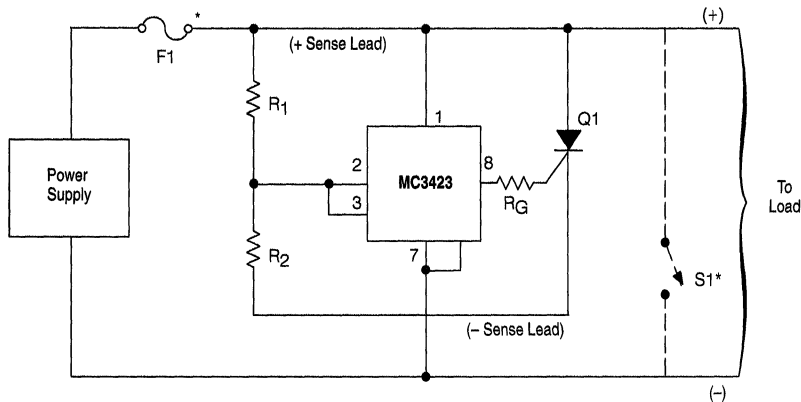 *
(+)
F1
(+ Sense Lead)
R1
1
Q1
Power
Supply
2
MC3423
8
3
RG
To
Load
R2
7
S1*
(– Sense Lead)
(–)